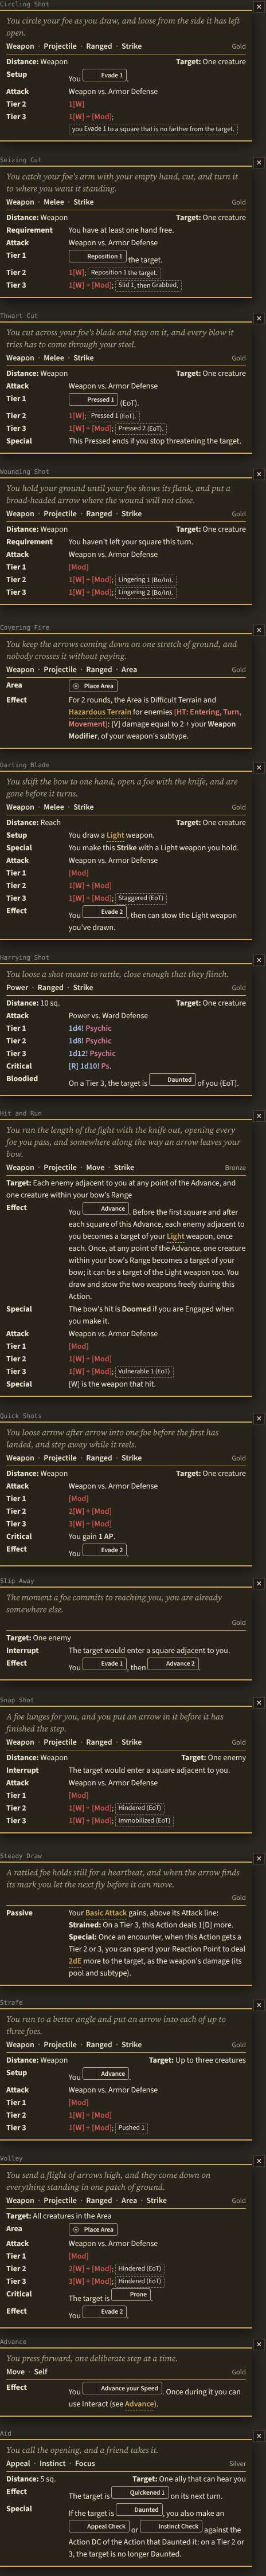 Circling Shot
You circle your foe as you draw, and loose from the side it has left
open.
Weapon · Projectile · Ranged · Strike Gold
Distance: Weapon Target: One creature
Setup You Evade 1.
Attack Weapon vs. Armor Defense
Tier 2 1[W]
Tier 3 1[W] + [Mod];
you Evade 1 to a square that is no farther from the target.
Seizing Cut
You catch your foe's arm with your empty hand, cut, and turn it
to where you want it standing.
Weapon · Melee · Strike Gold
Distance: Weapon Target: One creature
Requirement You have at least one hand free.
Attack Weapon vs. Armor Defense
Tier 1 Reposition 1 the target.
Tier 2 1[W]; Reposition 1 the target.
Tier 3 1[W] + [Mod]; Slid 1, then Grabbed.
Thwart Cut
You cut across your foe's blade and stay on it, and every blow it
tries has to come through your steel.
Weapon · Melee · Strike Gold
Distance: Weapon Target: One creature
Attack Weapon vs. Armor Defense
Tier 1 Pressed 1 (EoT).
Tier 2 1[W]; Pressed 1 (EoT).
Tier 3 1[W] + [Mod]; Pressed 2 (EoT).
Special This Pressed ends if you stop threatening the target.
Wounding Shot
You hold your ground until your foe shows its flank, and put a
broad-headed arrow where the wound will not close.
Weapon · Projectile · Ranged · Strike Gold
Distance: Weapon Target: One creature
Requirement You haven't left your square this turn.
Attack Weapon vs. Armor Defense
Tier 1 [Mod]
Tier 2 1[W] + [Mod]; Lingering 1 (Bo/in).
Tier 3 1[W] + [Mod]; Lingering 2 (Bo/in).
Covering Fire
You keep the arrows coming down on one stretch of ground, and
nobody crosses it without paying.
Weapon · Projectile · Ranged · Area Gold
Area Place Area
Effect For 2 rounds, the Area is Difficult Terrain and
Hazardous Terrain for enemies [HT: Entering, Turn,
Movement]: [V] damage equal to 2 + your Weapon
Modifier, of your weapon's subtype.
Darting Blade
You shift the bow to one hand, open a foe with the knife, and are
gone before it turns.
Weapon · Melee · Strike Gold
Distance: Reach Target: One creature
Setup You draw a Light weapon.
Special You make this Strike with a Light weapon you hold.
Attack Weapon vs. Armor Defense
Tier 1 [Mod]
Tier 2 1[W] + [Mod]
Tier 3 1[W] + [Mod]; Staggered (EoT)
Effect You Evade 2, then can stow the Light weapon
you've drawn.
Harrying Shot
You loose a shot meant to rattle, close enough that they flinch.
Power · Ranged · Strike Gold
Distance: 10 sq. Target: One creature
Attack Power vs. Ward Defense
Tier 1 1d4! Psychic
Tier 2 1d8! Psychic
Tier 3 1d12! Psychic
Critical [R] 1d10! Ps.
Bloodied On a Tier 3, the target is Daunted of you (EoT).
Hit and Run
You run the length of the fight with the knife out, opening every
foe you pass, and somewhere along the way an arrow leaves your
bow.
Weapon · Projectile · Move · Strike Bronze
Target: Each enemy adjacent to you at any point of the Advance, and
one creature within your bow's Range
Effect You Advance. Before the first square and after
each square of this Advance, each enemy adjacent to
you becomes a target of your Light weapon, once
each. Once, at any point of the Advance, one creature
within your bow's Range becomes a target of your
bow; it can be a target of the Light weapon too. You
draw and stow the two weapons freely during this
Action.
Special The bow's hit is Doomed if you are Engaged when
you make it.
Attack Weapon vs. Armor Defense
Tier 1 [Mod]
Tier 2 1[W] + [Mod]
Tier 3 1[W] + [Mod]; Vulnerable 1 (EoT)
Special [W] is the weapon that hit.
Quick Shots
You loose arrow after arrow into one foe before the first has
landed, and step away while it reels.
Weapon · Projectile · Ranged · Strike Gold
Distance: Weapon Target: One creature
Attack Weapon vs. Armor Defense
Tier 1 [Mod]
Tier 2 2[W] + [Mod]
Tier 3 3[W] + [Mod]
Critical You gain 1 AP.
Effect You Evade 2.
Slip Away
The moment a foe commits to reaching you, you are already
somewhere else.
Gold
Target: One enemy
Interrupt The target would enter a square adjacent to you.
Effect You Evade 1, then Advance 2.
Snap Shot
A foe lunges for you, and you put an arrow in it before it has
finished the step.
Weapon · Projectile · Ranged · Strike Gold
Distance: Weapon Target: One enemy
Interrupt The target would enter a square adjacent to you.
Attack Weapon vs. Armor Defense
Tier 1 [Mod]
Tier 2 1[W] + [Mod]; Hindered (EoT)
Tier 3 1[W] + [Mod]; Immobilized (EoT)
Steady Draw
A rattled foe holds still for a heartbeat, and when the arrow finds
its mark you let the next fly before it can move.
Gold
Passive Your Basic Attack gains, above its Attack line:
Strained: On a Tier 3, this Action deals 1[D] more.
Special: Once an encounter, when this Action gets a
Tier 2 or 3, you can spend your Reaction Point to deal
2dE more to the target, as the weapon's damage (its
pool and subtype).
Strafe
You run to a better angle and put an arrow into each of up to
three foes.
Weapon · Projectile · Ranged · Strike Gold
Distance: Weapon Target: Up to three creatures
Setup You Advance.
Attack Weapon vs. Armor Defense
Tier 1 [Mod]
Tier 2 1[W] + [Mod]
Tier 3 1[W] + [Mod]; Pushed 1
Volley
You send a flight of arrows high, and they come down on
everything standing in one patch of ground.
Weapon · Projectile · Ranged · Area · Strike Gold
Target: All creatures in the Area
Area Place Area
Attack Weapon vs. Armor Defense
Tier 1 [Mod]
Tier 2 2[W] + [Mod]; Hindered (EoT)
Tier 3 3[W] + [Mod]; Hindered (EoT)
Critical The target is Prone.
Effect You Evade 2.
Advance
You press forward, one deliberate step at a time.
Move · Self Gold
Effect You Advance your Speed. Once during it you can
use Interact (see Advance).
Aid
You call the opening, and a friend takes it.
Appeal · Instinct · Focus Silver
Distance: 5 sq. Target: One ally that can hear you
Effect The target is Quickened 1 on its next turn.
Special If the target is Daunted, you also make an
Appeal Check or Instinct Check against the
Action DC of the Action that Daunted it: on a Tier 2 or
3, the target is no longer Daunted.